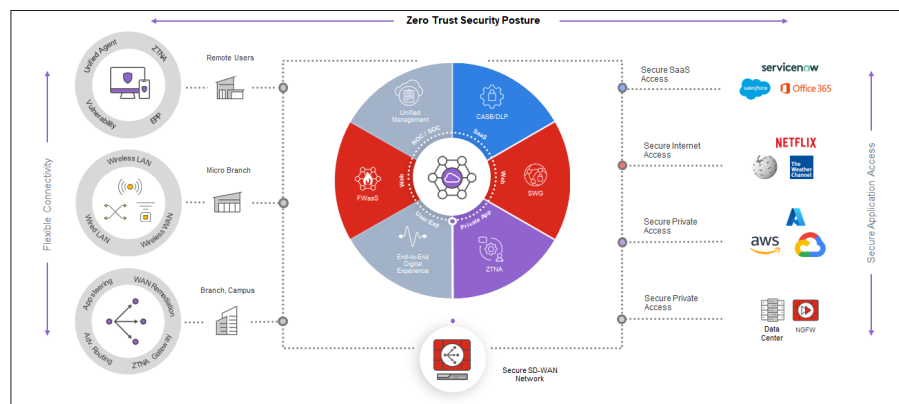 Zero Trust Security Posture
Flexible Connectivity
Unified Agent
ZTNA
Vulnerability
EPP
Remote Users
Wireless LAN
Wired LAN
Wireless WAN
Micro Branch
App steering
WAN Remediation
Adv. Routing
ZTNA Gateway
Branch, Campus
Unified
Management
NOC / SOC
CASB/DLP
SaaS
FWaaS
Web
SWG
Web
End-to-End
Digital
Experience
User Exp
ZTNA
Private App
Secure SD-WAN
Network
Secure SaaS
Access
servicenow
salesforce
Office 365
Secure Internet
Access
NETFLIX
The
Weather
Channel
Secure Private
Access
aws
Secure Private
Access
Data
Center
NGFW
Secure Application Access